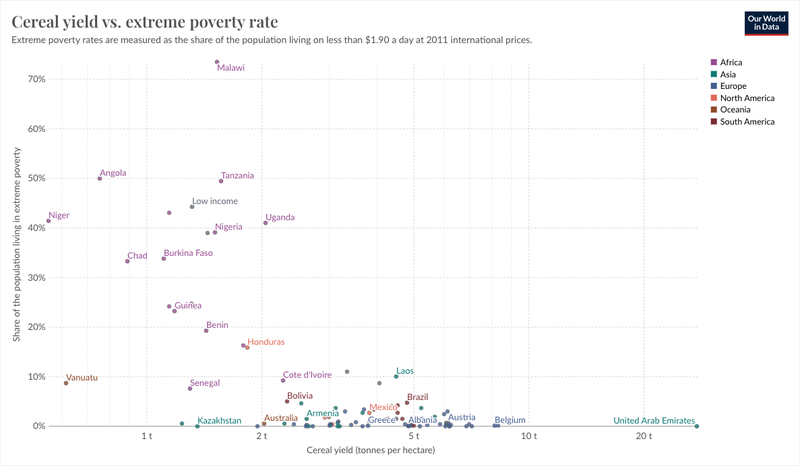 Cereal yield vs. extreme poverty rate
Extreme poverty rates are measured as the share of the population living on less than $1.90 a day at 2011 international prices.
Our World
in Data
Africa
Asia
Europe
North America
Oceania
South America
Share of the population living in extreme poverty
70%
60%
50%
40%
30%
20%
10%
0%
Malawi
Angola
Tanzania
Low income
Niger
Uganda
Nigeria
Chad
Burkina Faso
Guinea
Benin
Honduras
Vanuatu
Senegal
Cote d'Ivoire
Laos
Bolivia
Brazil
Armenia
Mexico
Kazakhstan
Australia
Greece
Albania
Austria
Belgium
United Arab Emirates
1 t
2 t
5 t
10 t
20 t
Cereal yield (tonnes per hectare)